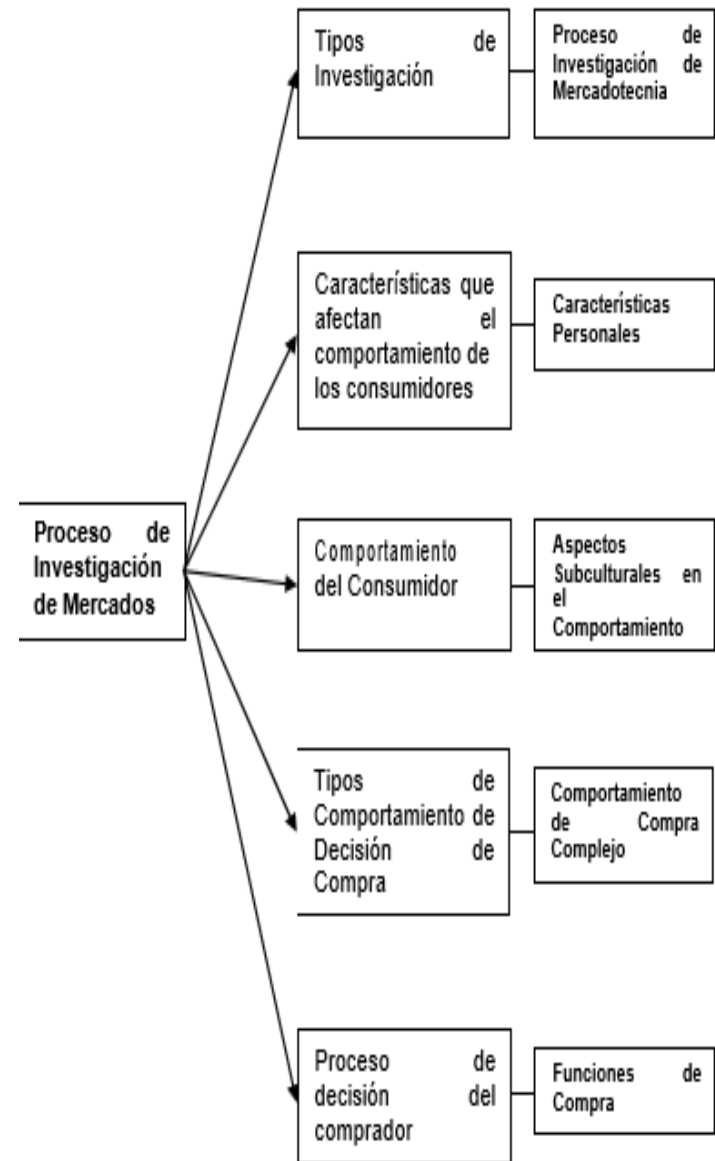 Tipos de
Investigación
Proceso de
Investigación de
Mercadotecnia
Características que
afectan el
comportamiento de
los consumidores
Características
Personales
Proceso de
Investigación
de Mercados
Comportamiento
del Consumidor
Aspectos
Subculturales en
el
Comportamiento
Tipos de
Comportamiento de
Decisión de
Compra
Comportamiento
de Compra
Complejo
Proceso de
decisión del
comprador
Funciones de
Compra